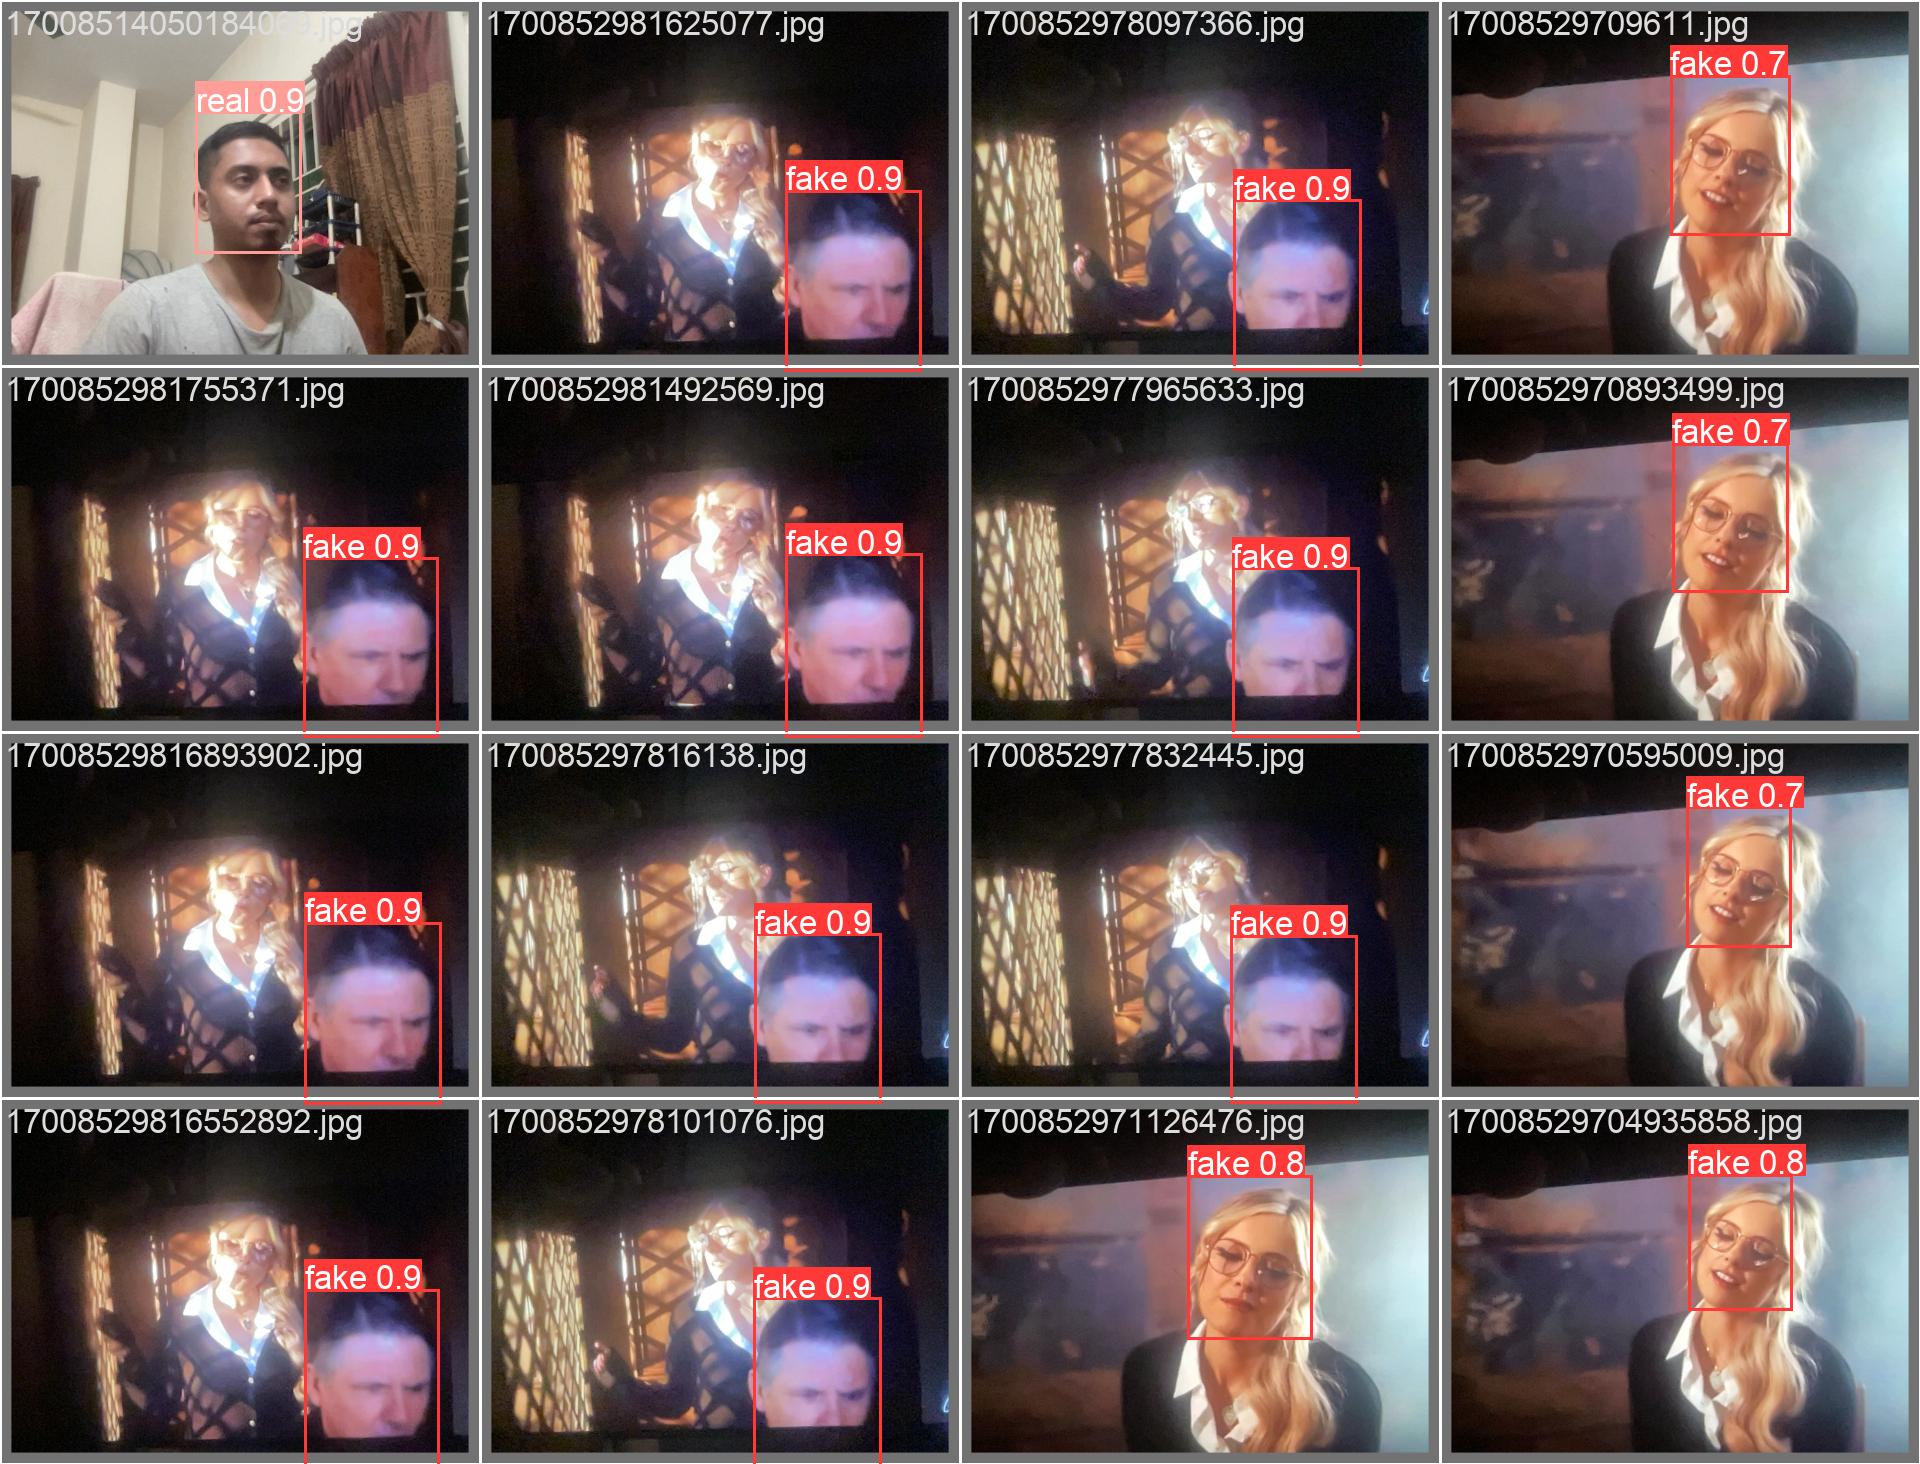 17008514050184069.jpg
real 0.9
1700852981625077.jpg
fake 0.9
1700852978097366.jpg
fake 0.9
17008529709611.jpg
fake 0.7
1700852981755371.jpg
fake 0.9
1700852981492569.jpg
fake 0.9
1700852977965633.jpg
fake 0.9
1700852970893499.jpg
fake 0.7
17008529816893902.jpg
fake 0.9
170085297816138.jpg
fake 0.9
1700852977832445.jpg
fake 0.9
1700852970595009.jpg
fake 0.7
17008529816552892.jpg
fake 0.9
1700852978101076.jpg
fake 0.9
1700852971126476.jpg
fake 0.8
17008529704935858.jpg
fake 0.8